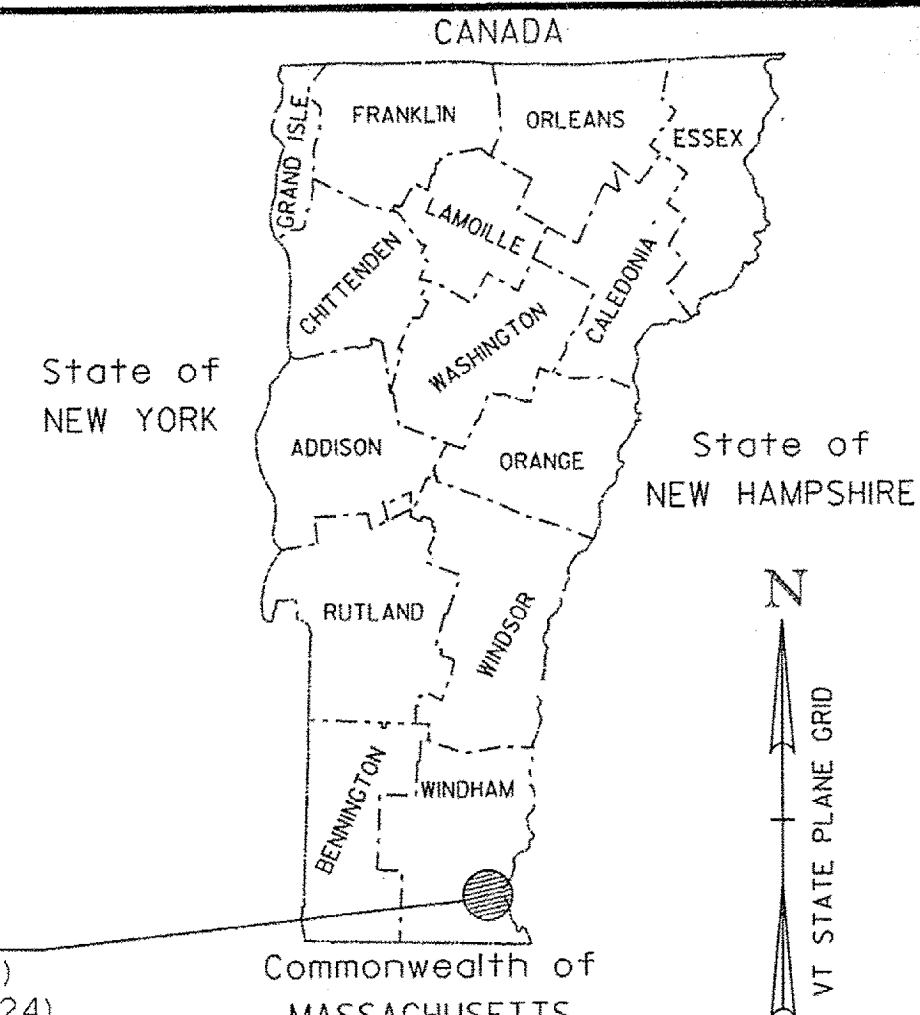 CANADA
GRAND ISLE
FRANKLIN
ORLEANS
ESSEX
LAMOILLE
CHITTENDEN
CALEDONIA
WASHINGTON
State of
NEW YORK
ADDISON
ORANGE
State of
NEW HAMPSHIRE
RUTLAND
WINDSOR
N
VT STATE PLANE GRID
BENNINGTON
WINDHAM
)
24)
Commonwealth of
MASSACHUSETTS